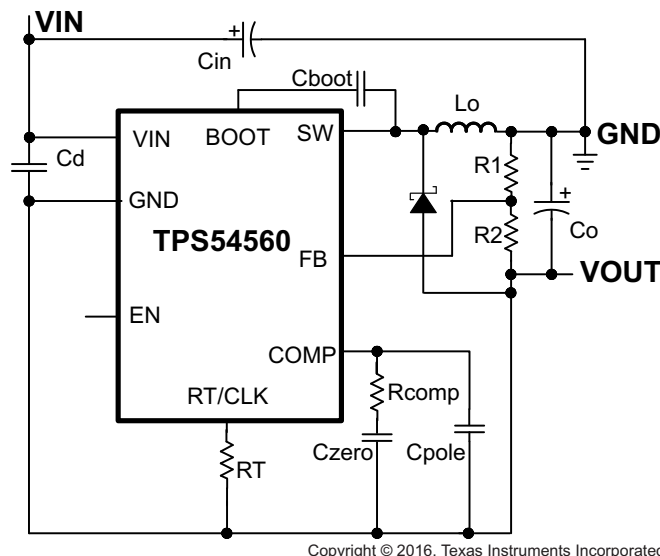 VIN
Cin
Cboot
Lo
VIN
BOOT
SW
GND
Cd
R1
GND
TPS54560
R2
Co
FB
VOUT
EN
COMP
RT/CLK
Rcomp
RT
Czero
Cpole
Copyright © 2016, Texas Instruments Incorporated